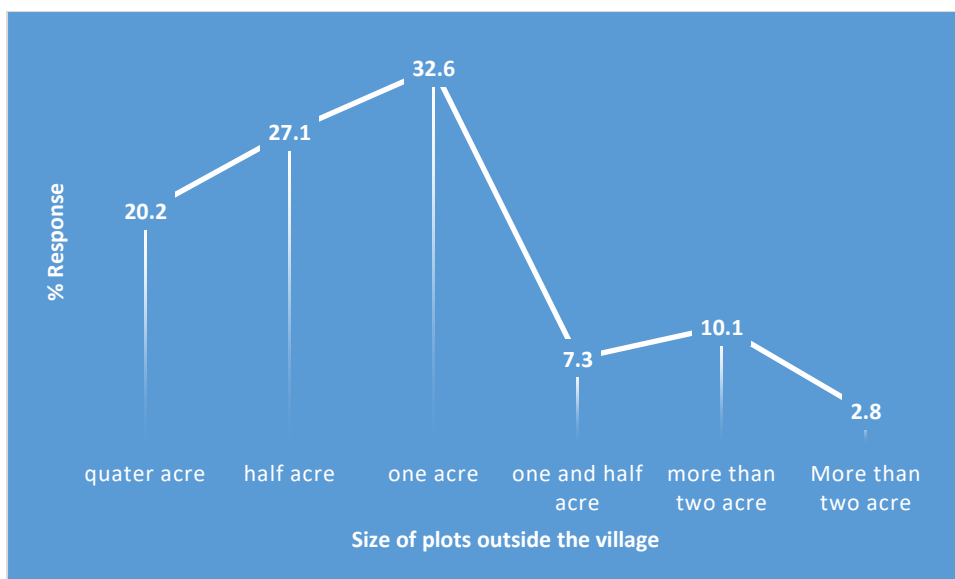 32.6
27.1
20.2
10.1
7.3
2.8
% Response
quater acre
half acre
one acre
one and half
acre
more than
two acre
More than
two acre
Size of plots outside the village